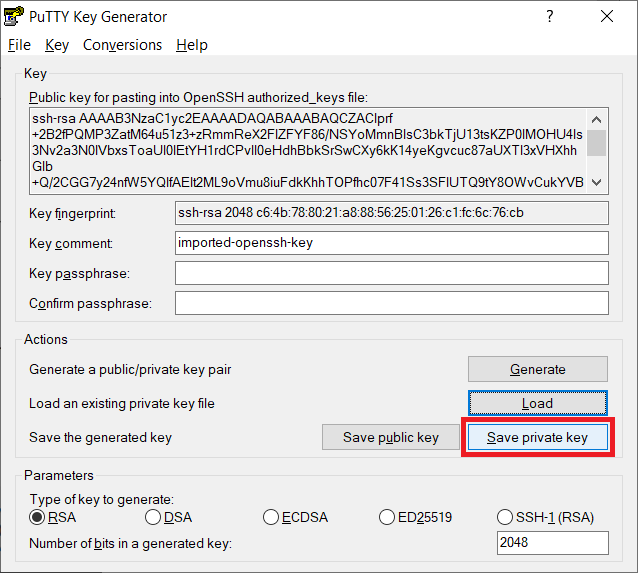 PuTTY Key Generator
File Key Conversions Help
Key
Public key for pasting into OpenSSH authorized_keys file:
ssh-rsa AAAAB3NzaC1yc2EAAAADAQABAAABAQCZAClprf
+2B2fPQMP3ZatM64u51z3+zRmmReX2FIZFYF86/NSYoMmnBlsC3bkTjU13tsKZP0lMOHU4Is
3Nv2a3N0lVbxsToaUl0lEtYH1rdCPvIl0eHdhBbkSrSwCXy6kK14yeKgvcuc87aUXTI3xVHXhh
Glb
+Q/2CGG7y24nfW5YQlfAElt2ML9oVmu8iuFdkKhhTOPfhc07F41Ss3SFIUTQ9tY8OWvCukYVB
Key fingerprint:
ssh-rsa 2048 c6:4b:78:80:21:a8:88:56:25:01:26:c1:fc:6c:76:cb
Key comment:
imported-openssh-key
Key passphrase:
Confirm passphrase:
Actions
Generate a public/private key pair
Generate
Load an existing private key file
Load
Save the generated key
Save public key
Save private key
Parameters
Type of key to generate:
RSA DSA ECDSA ED25519 SSH-1 (RSA)
Number of bits in a generated key:
2048